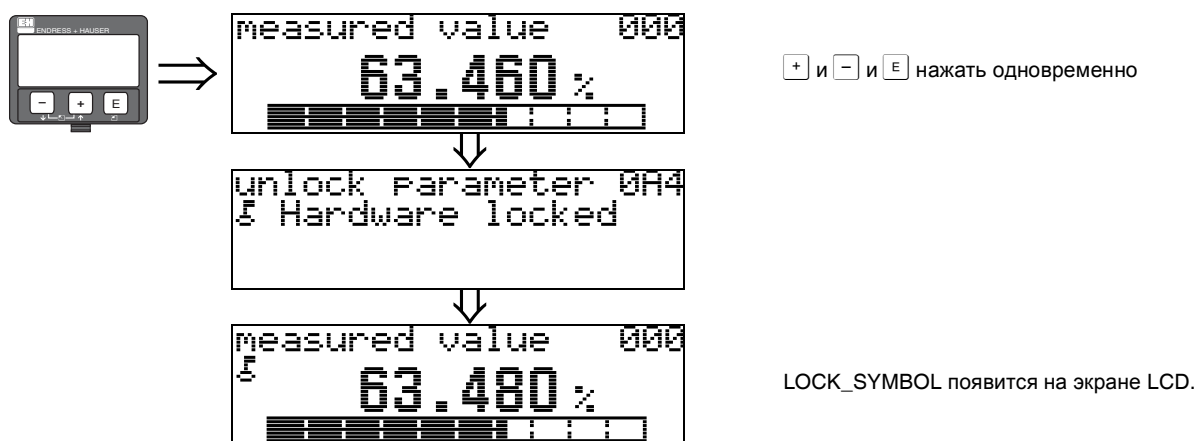 E+H
ENDRESS + HAUSER
- + E
measured value 000
63.460 %
+ и - и E нажать одновременно
unlock parameter 0A4
Hardware locked
measured value 000
63.480 %
LOCK_SYMBOL появится на экране LCD.